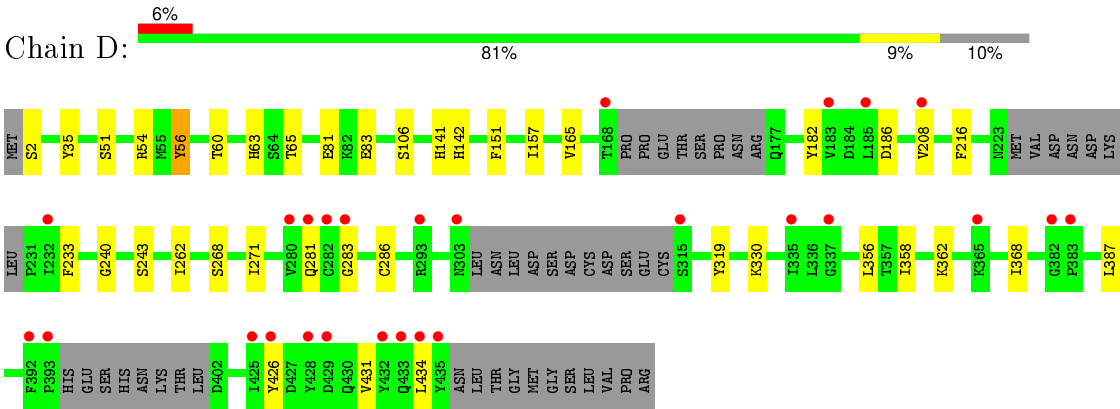 6%
Chain D:
81% 9% 10%
MET S2 Y35 S51 R54 M55 Y56 T60 H63 S64 T65 E81 K82 E83 S106 H141 H142 F151 I157 V165 T168 PRO PRO GLU THR SER PRO ASN ARG Q177 Y182 V183 D184 L185 D186 V208 F216 N223 MET VAL ASP ASN ASP LYS
LEU P231 I232 F233 G240 S243 I262 S268 I271 V280 Q281 C282 G283 C286 R293 N303 LEU ASN LEU ASP SER ASP CYS ASP SER GLU CYS S315 Y319 K330 I335 L336 G337 L356 T357 I358 K362 K365 I368 G382 P383 L387
F392 P393 HIS GLU SER HIS ASN LYS THR LEU D402 I425 Y426 D427 Y428 D429 Q430 V431 Y432 Q433 L434 Y435 ASN LEU THR GLY MET GLY SER LEU VAL PRO ARG